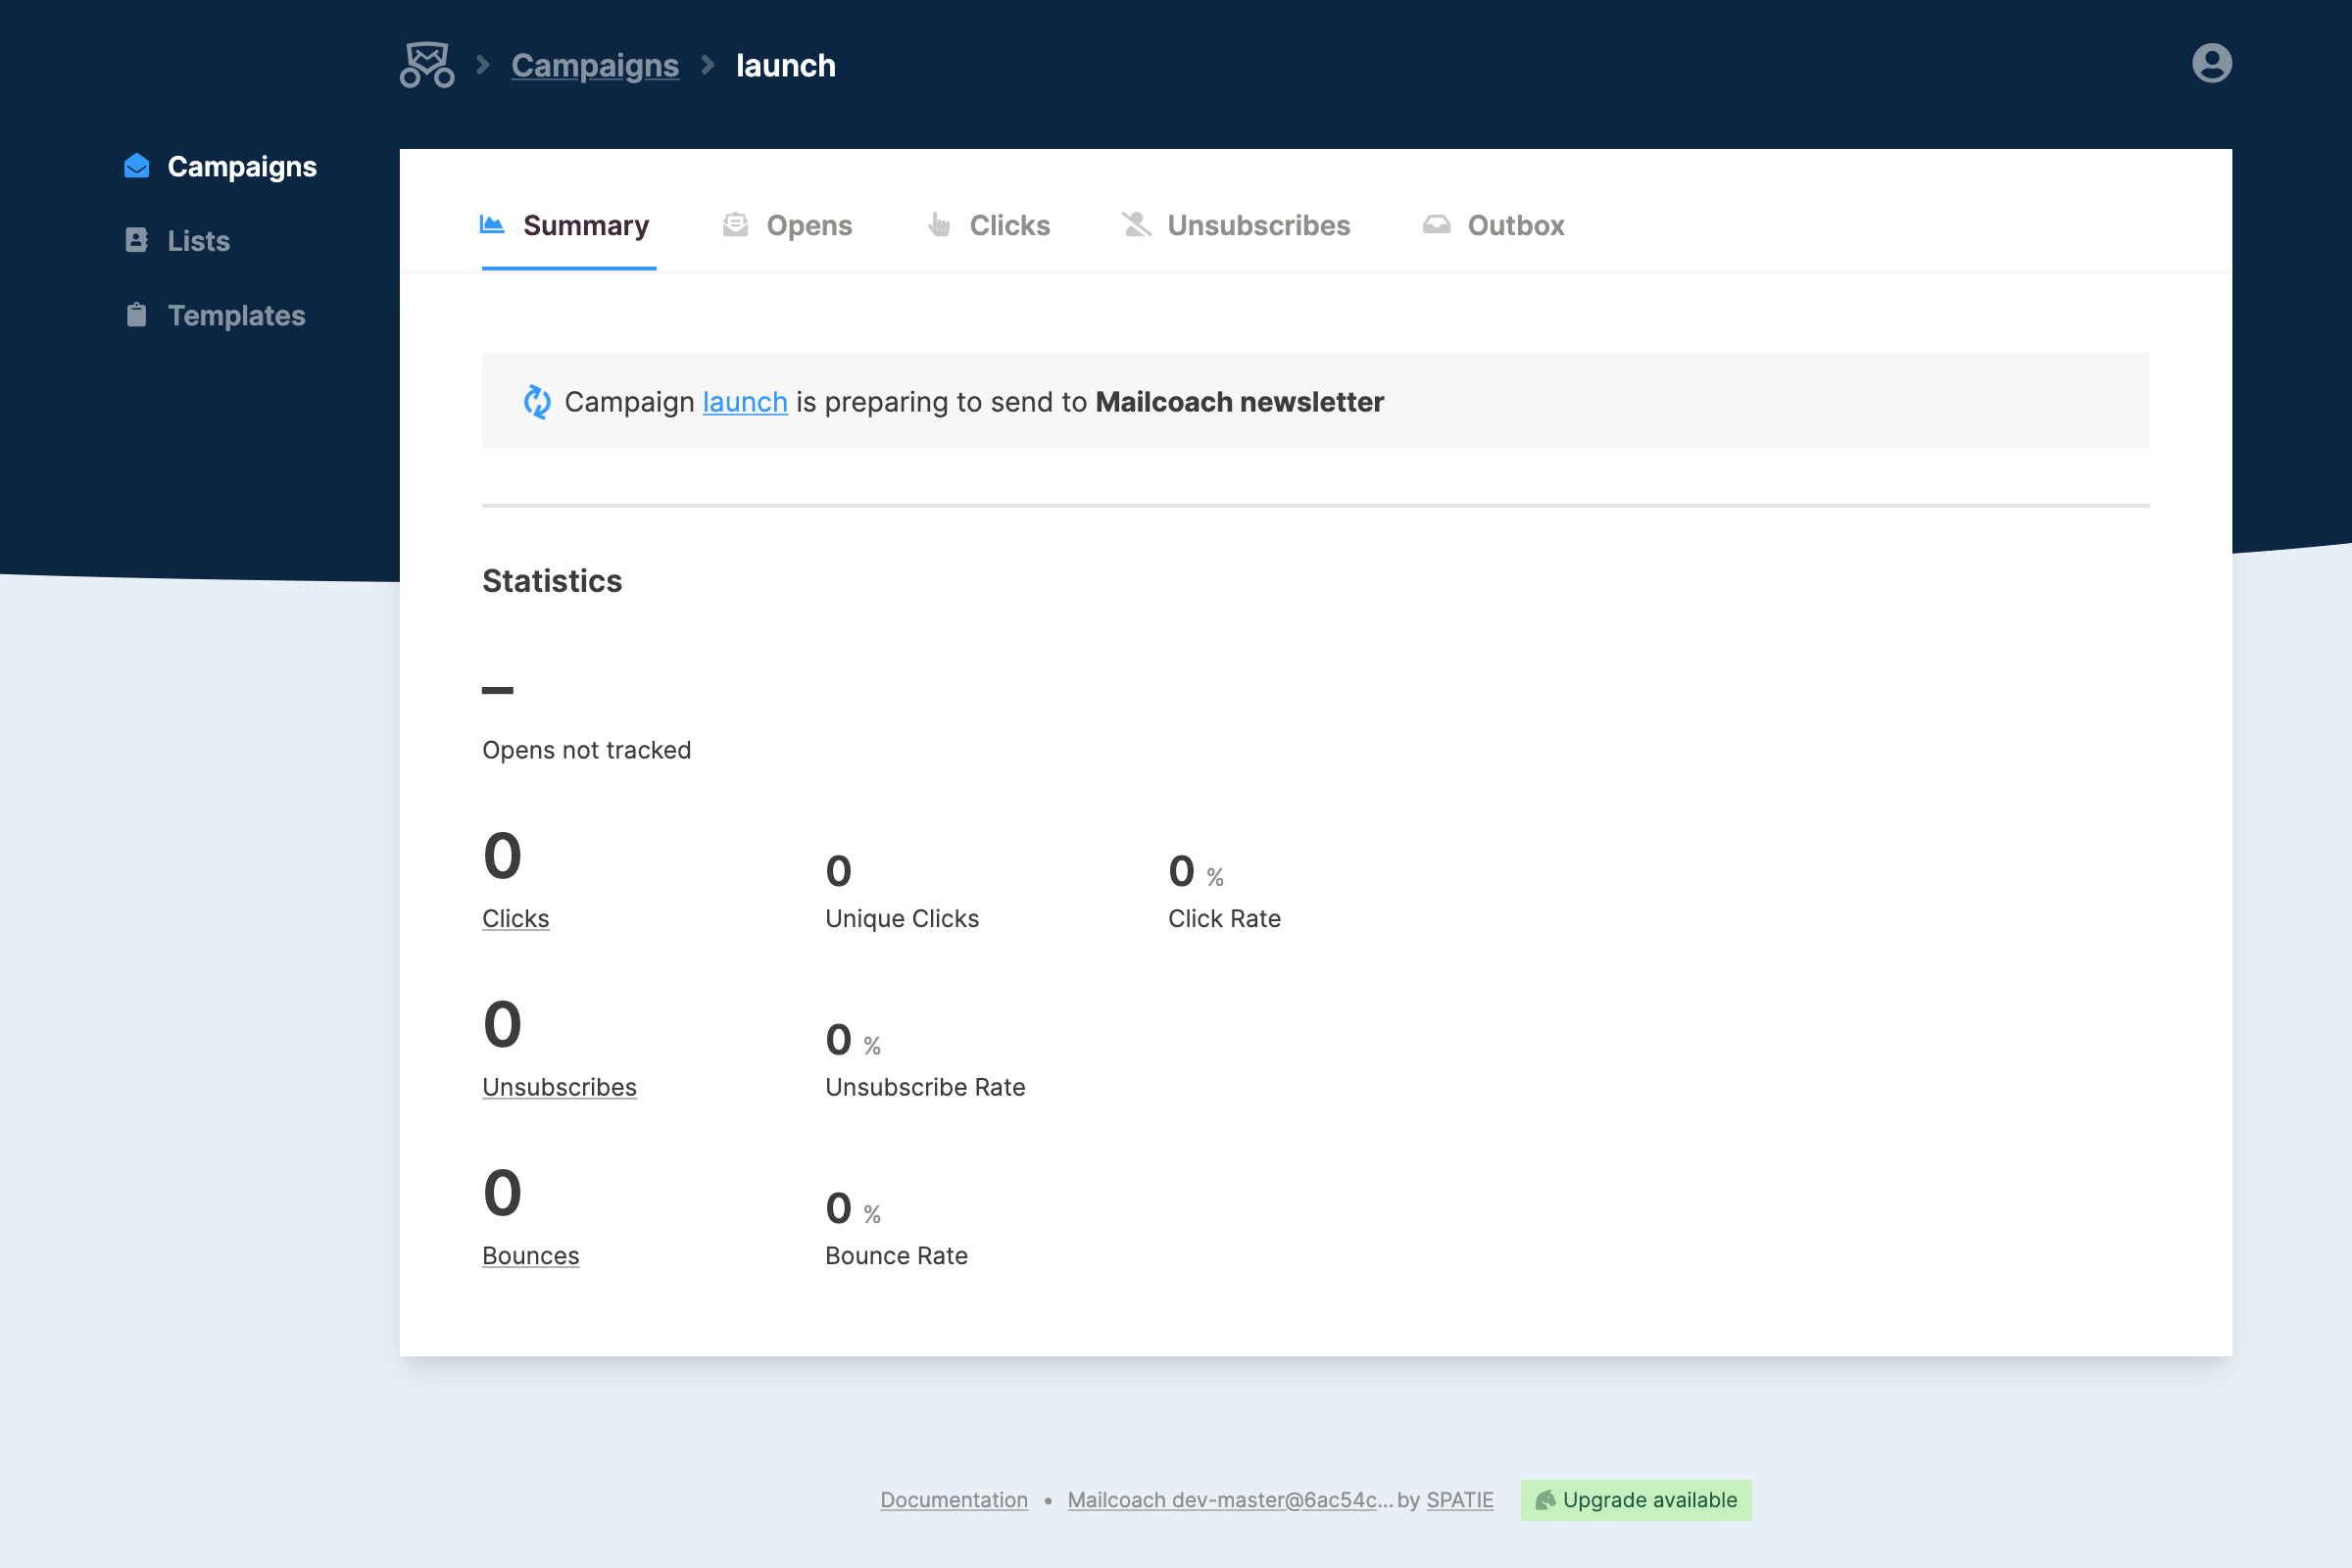 Campaigns launch
Campaigns
Lists
Templates
Summary Opens Clicks Unsubscribes Outbox
Campaign launch is preparing to send to Mailcoach newsletter
Statistics
–
Opens not tracked
0 0 0 %
Clicks Unique Clicks Click Rate
0 0 %
Unsubscribes Unsubscribe Rate
0 0 %
Bounces Bounce Rate
Documentation • Mailcoach dev-master@6ac54c... by SPATIE Upgrade available